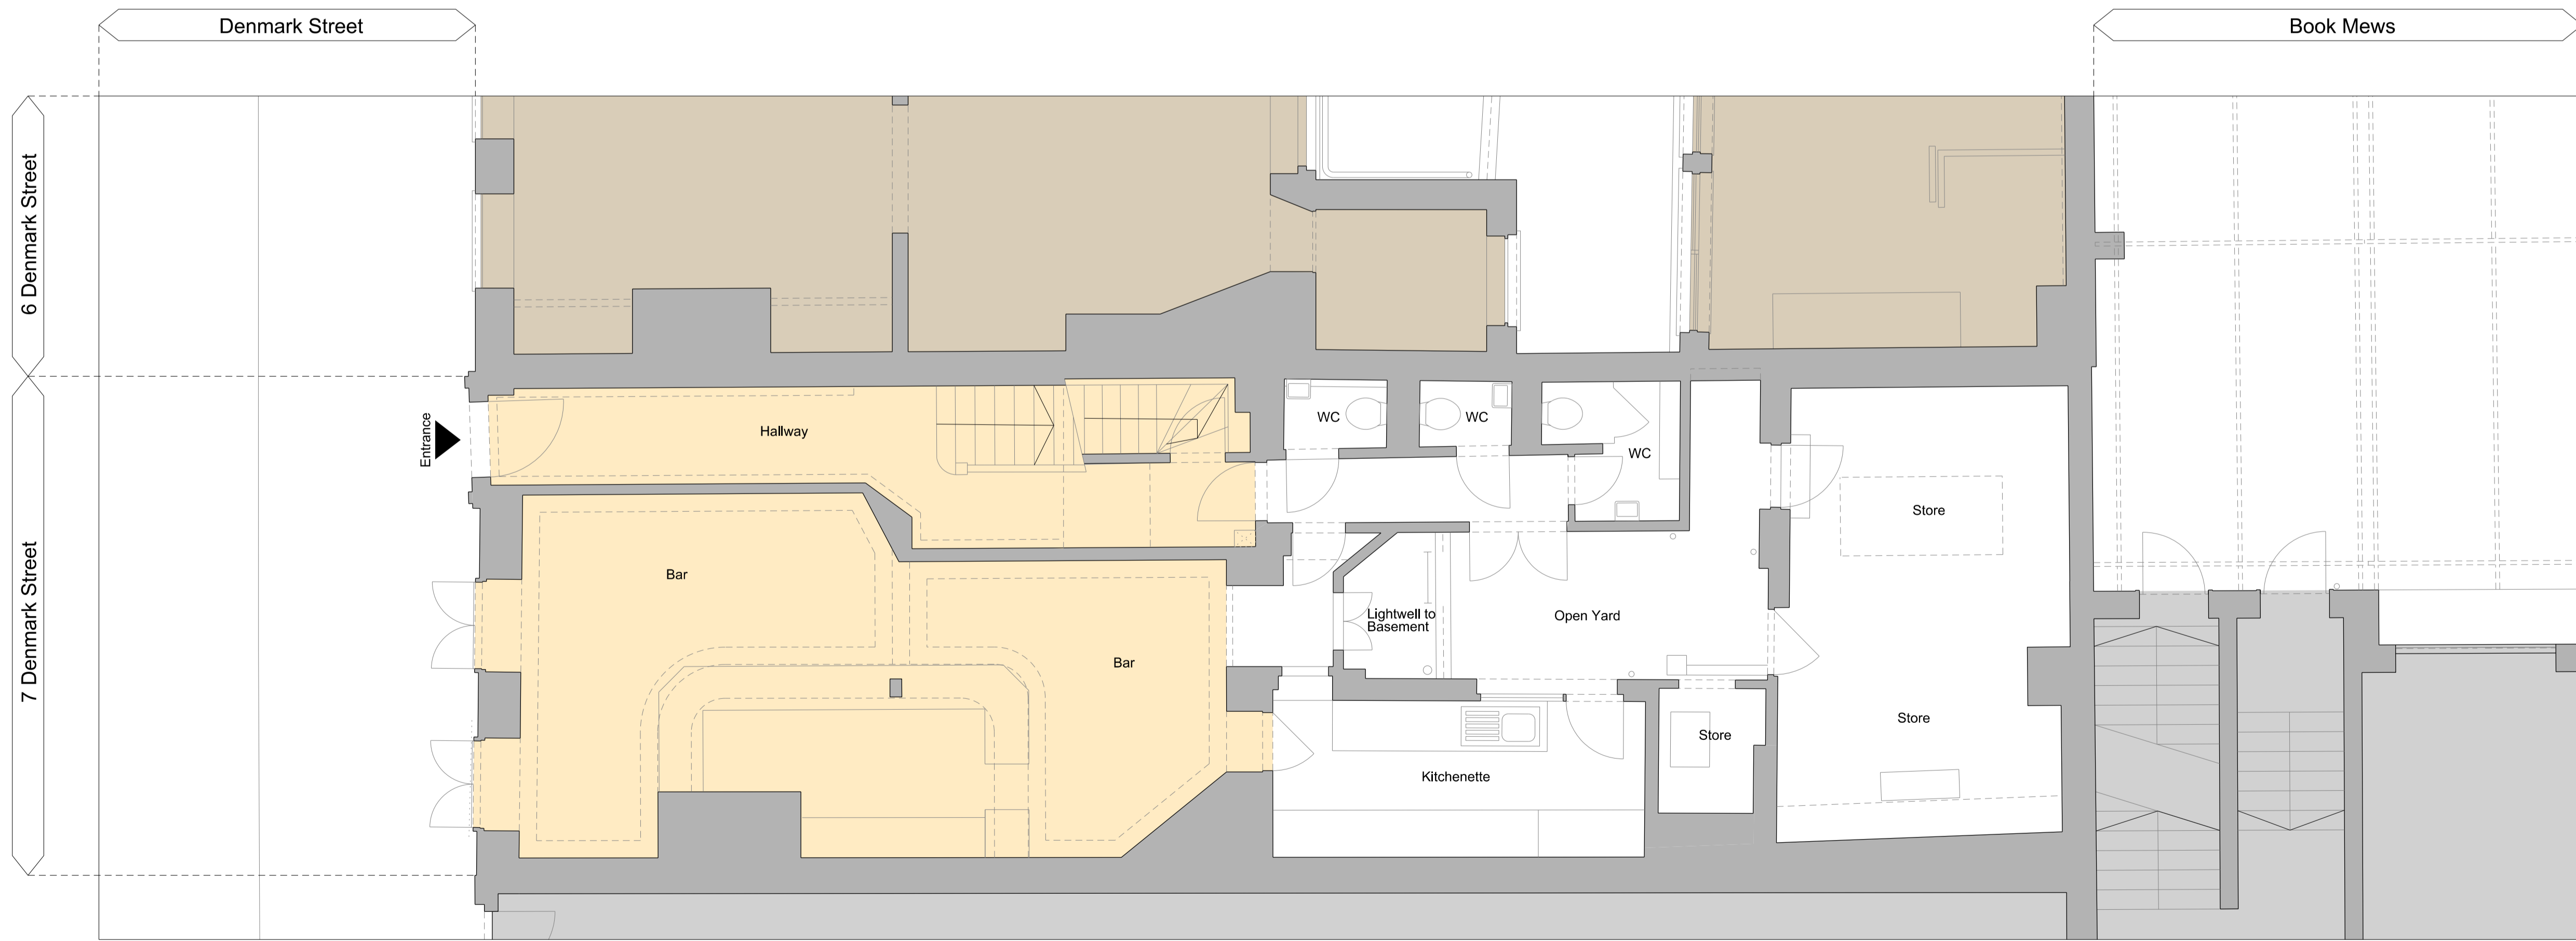 Denmark Street
Book Mews
6 Denmark Street
7 Denmark Street
Entrance
Hallway
WC
WC
WC
Store
Bar
Bar
Lightwell to
Basement
Open Yard
Store
Store
Kitchenette